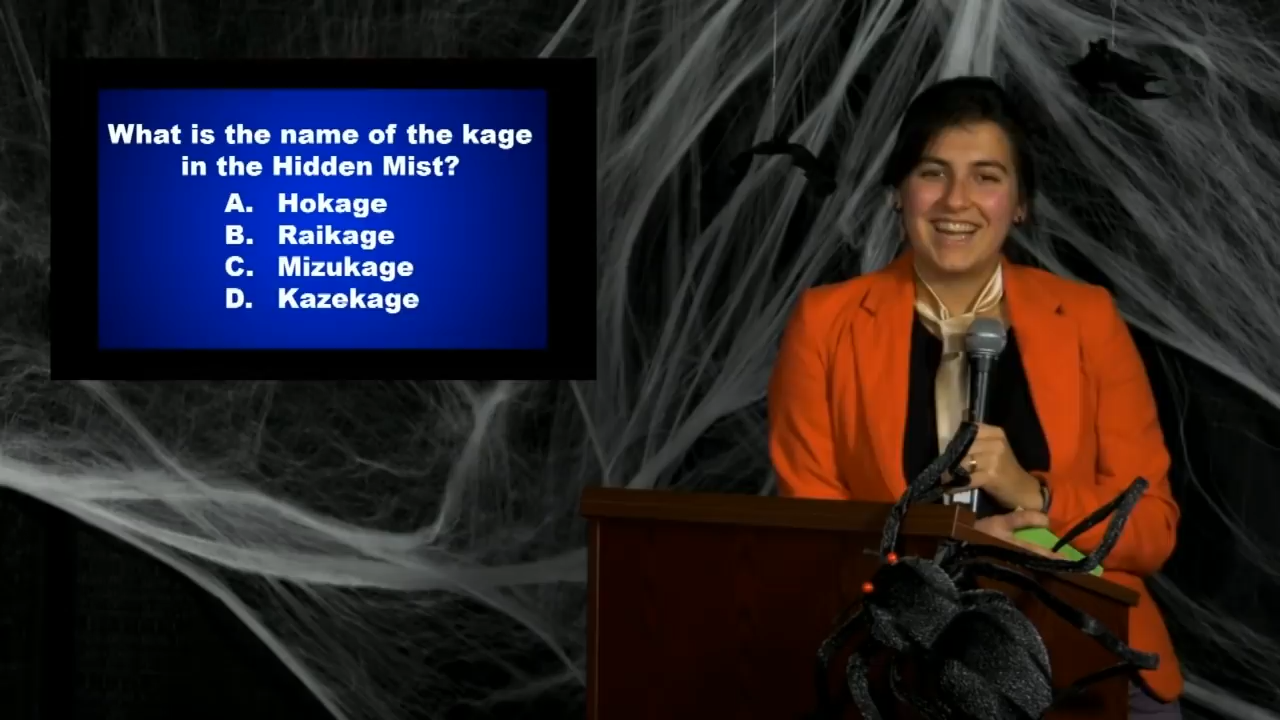 What is the name of the kage
in the Hidden Mist?
A. Hokage
B. Raikage
C. Mizukage
D. Kazekage